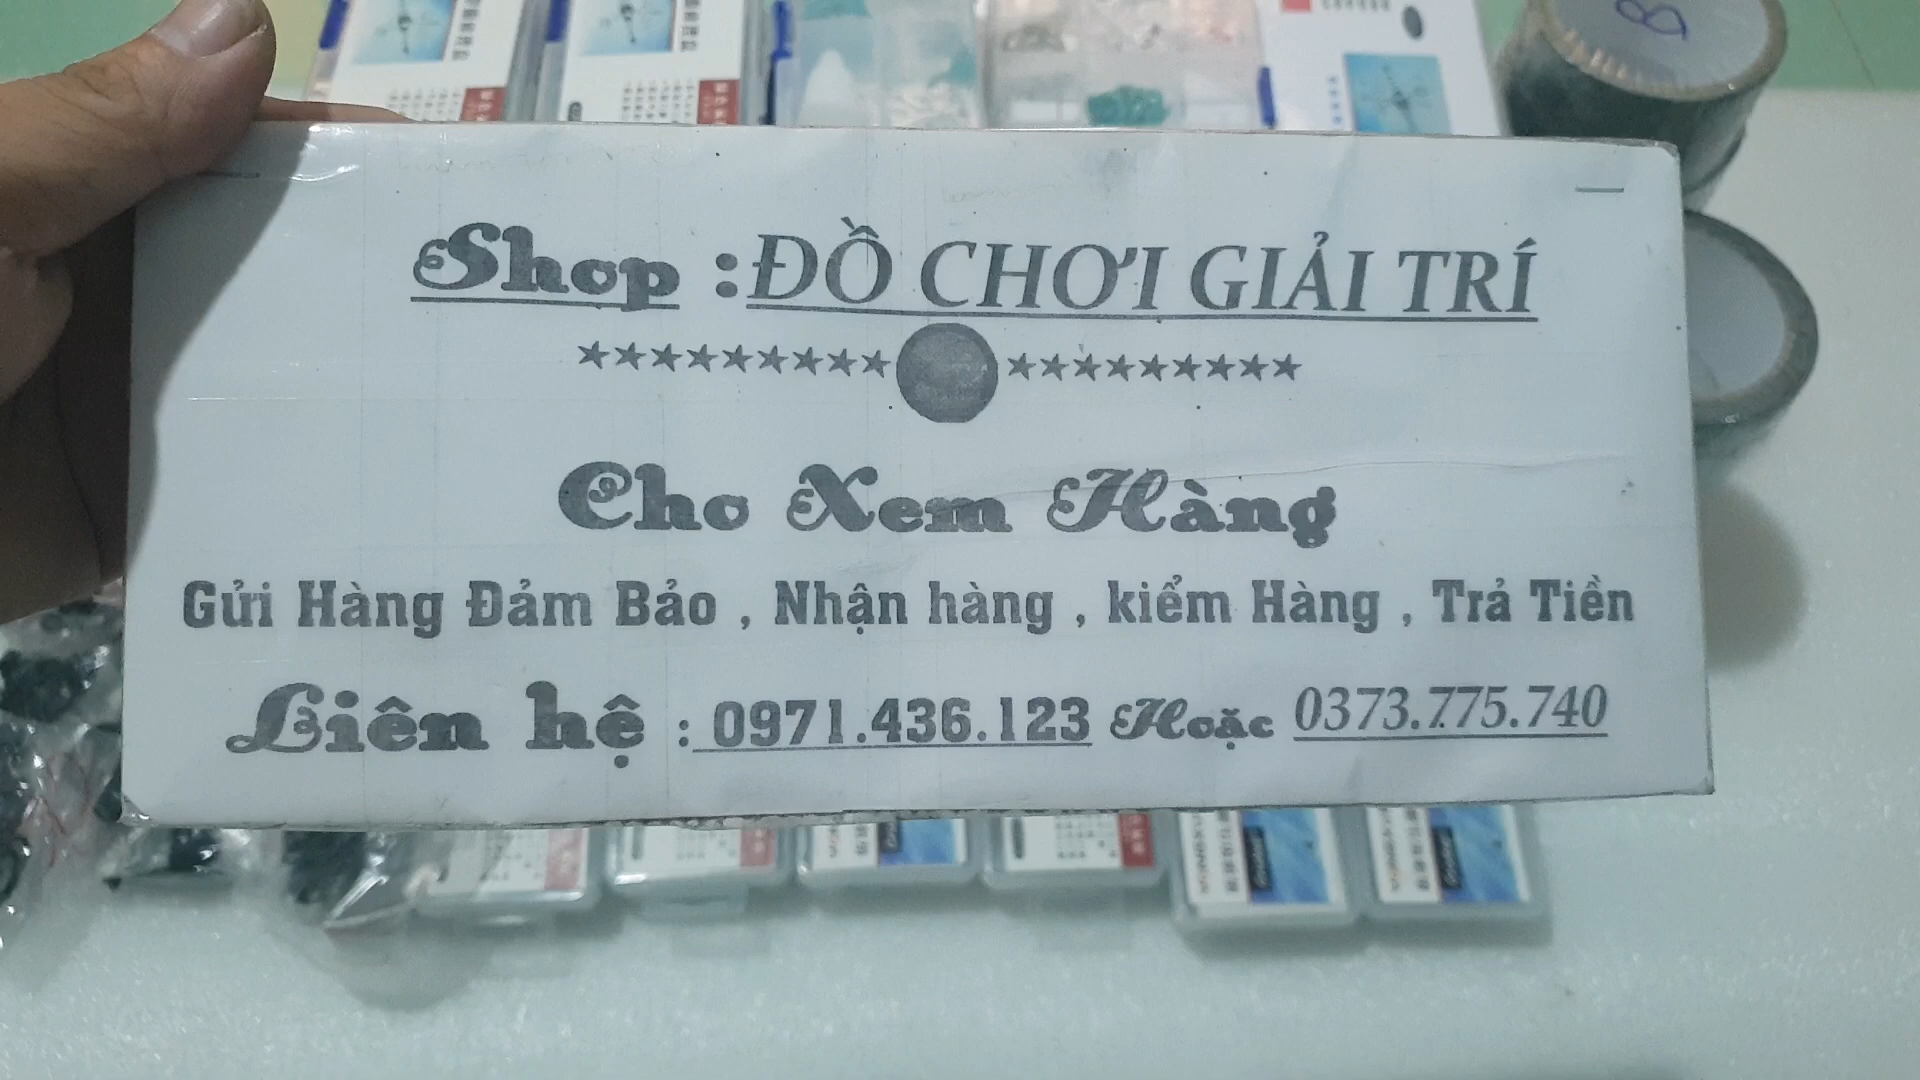 Shop : ĐỒ CHƠI GIẢI TRÍ
★★★★★★★★★ ★★★★★★★★★
Cho Xem Hàng
Gửi Hàng Đảm Bảo , Nhận hàng , kiểm Hàng , Trả Tiền
Liên hệ : 0971.436.123 Hoặc 0373.775.740